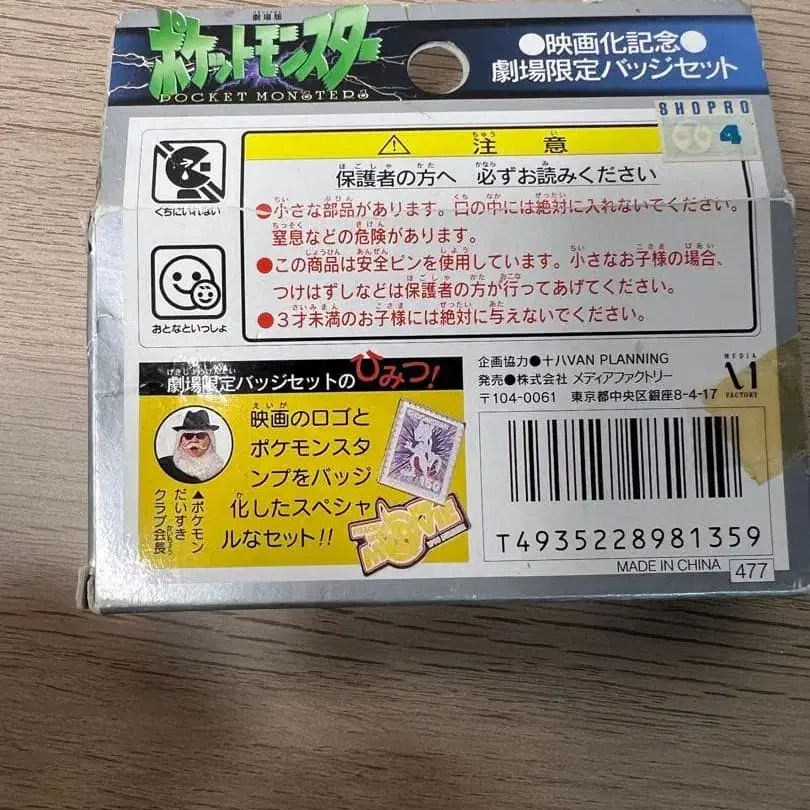 劇場版
ポケットモンスター
POCKET MONSTERS
●映画化記念●
劇場限定バッジセット
SHOPRO
4
くちにいれない
おとなといっしょ
注意
保護者の方へ 必ずお読みください
●小さな部品があります。口の中には絶対に入れないでください。
窒息などの危険があります。
●この商品は安全ピンを使用しています。小さなお子様の場合、
つけはずしなどは保護者の方が行ってあげてください。
●3才未満のお子様には絶対に与えないでください。
劇場限定バッジセットのひみつ!
映画のロゴと
ポケモンスタ
ンプをバッジ
化したスペシャ
ルなセット!!
▲ポケモン
だいすき
クラブ会長
企画協力●十八VAN PLANNING
発売●株式会社 メディアファクトリー
〒104-0061 東京都中央区銀座8-4-17
MEDIA
FACTORY
T4935228981359
MADE IN CHINA
477